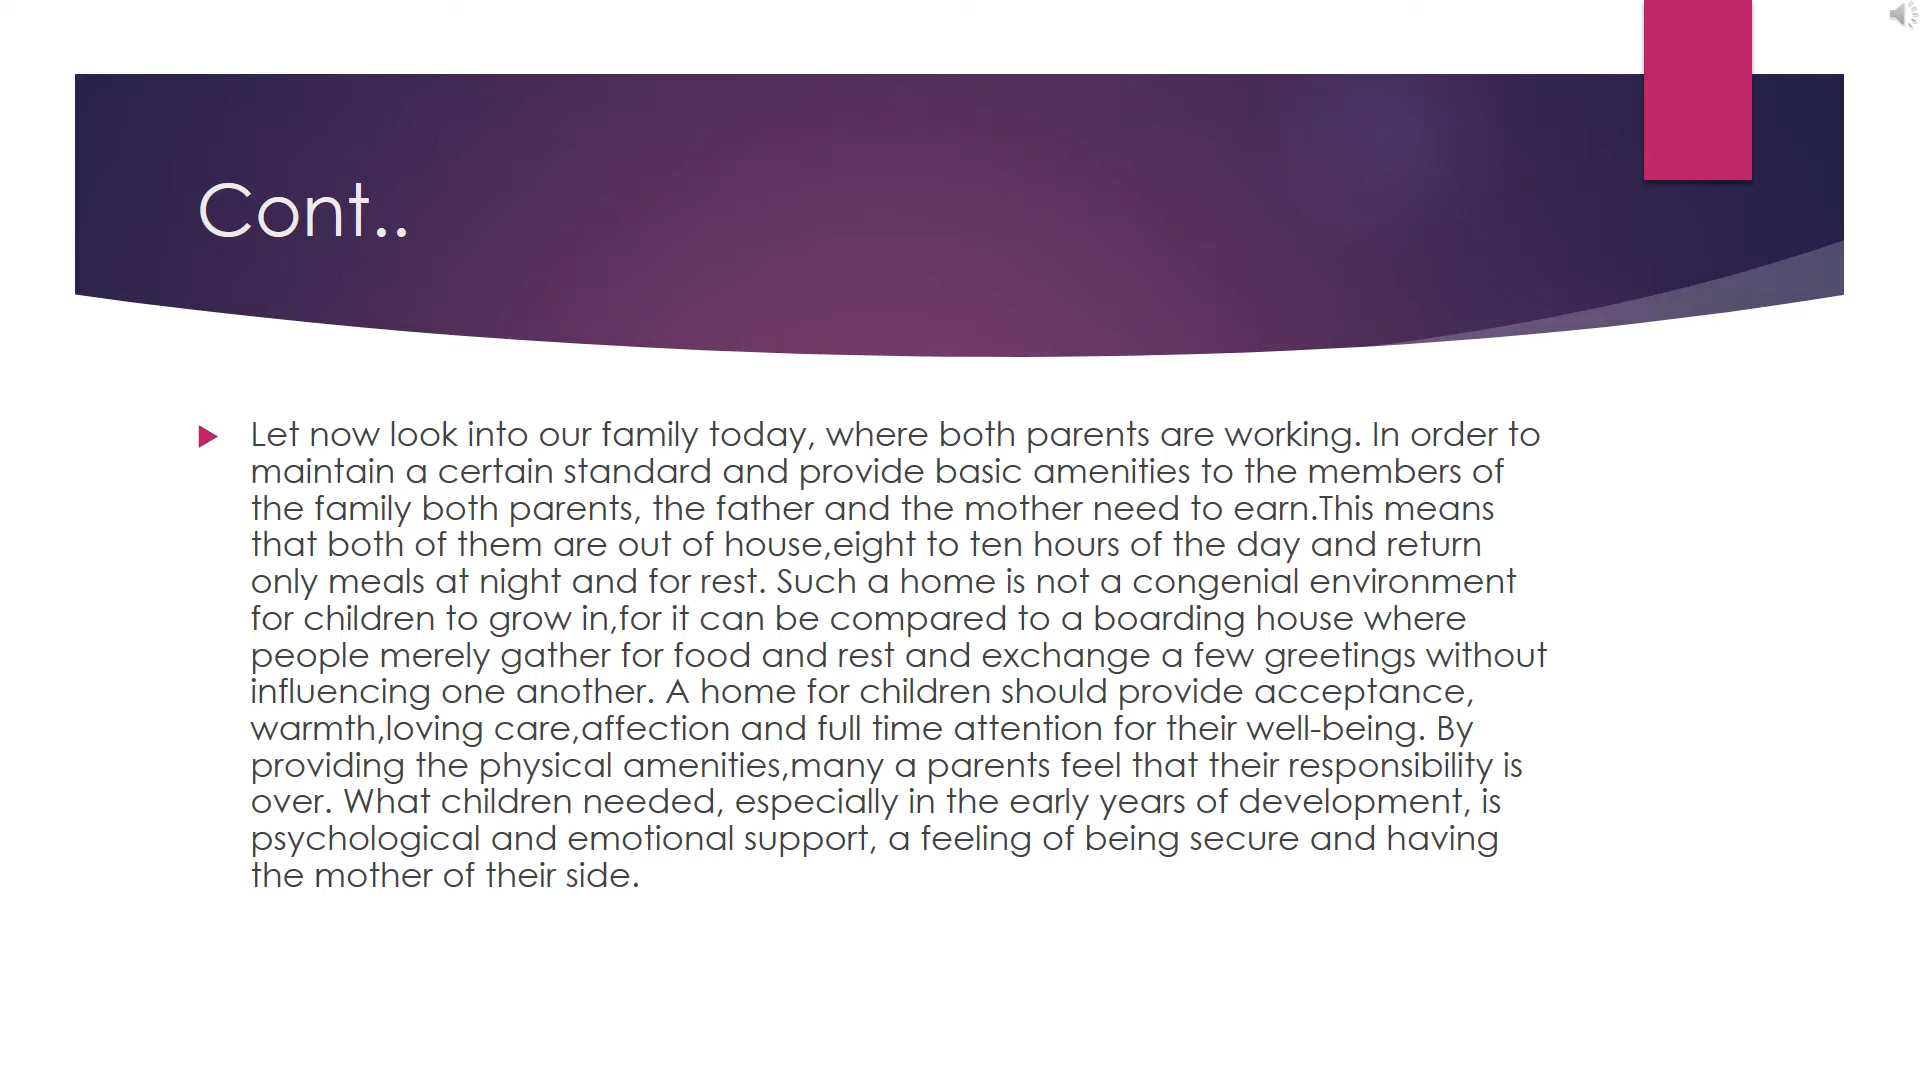 Cont..
Let now look into our family today, where both parents are working. In order to
maintain a certain standard and provide basic amenities to the members of
the family both parents, the father and the mother need to earn.This means
that both of them are out of house,eight to ten hours of the day and return
only meals at night and for rest. Such a home is not a congenial environment
for children to grow in,for it can be compared to a boarding house where
people merely gather for food and rest and exchange a few greetings without
influencing one another. A home for children should provide acceptance,
warmth,loving care,affection and full time attention for their well-being. By
providing the physical amenities,many a parents feel that their responsibility is
over. What children needed, especially in the early years of development, is
psychological and emotional support, a feeling of being secure and having
the mother of their side.